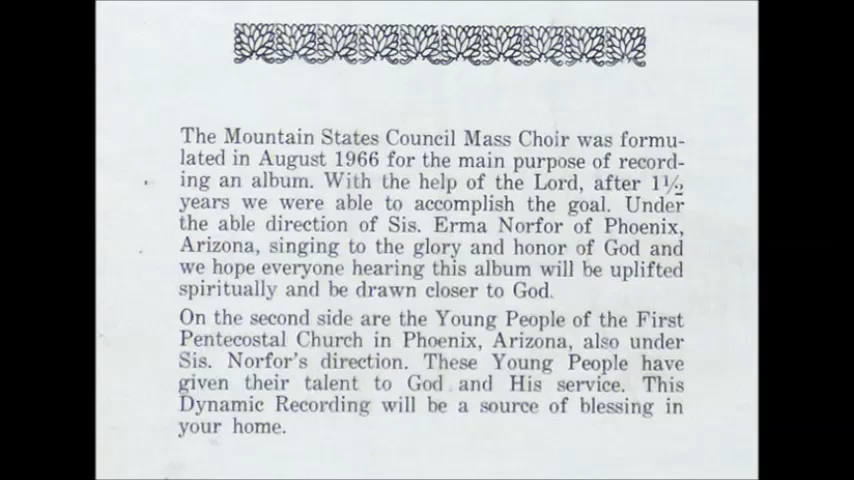 The Mountain States Council Mass Choir was formu-
lated in August 1966 for the main purpose of record-
ing an album. With the help of the Lord, after 1½
years we were able to accomplish the goal. Under
the able direction of Sis. Erma Norfor of Phoenix,
Arizona, singing to the glory and honor of God and
we hope everyone hearing this album will be uplifted
spiritually and be drawn closer to God.
On the second side are the Young People of the First
Pentecostal Church in Phoenix, Arizona, also under
Sis. Norfor's direction. These Young People have
given their talent to God and His service. This
Dynamic Recording will be a source of blessing in
your home.